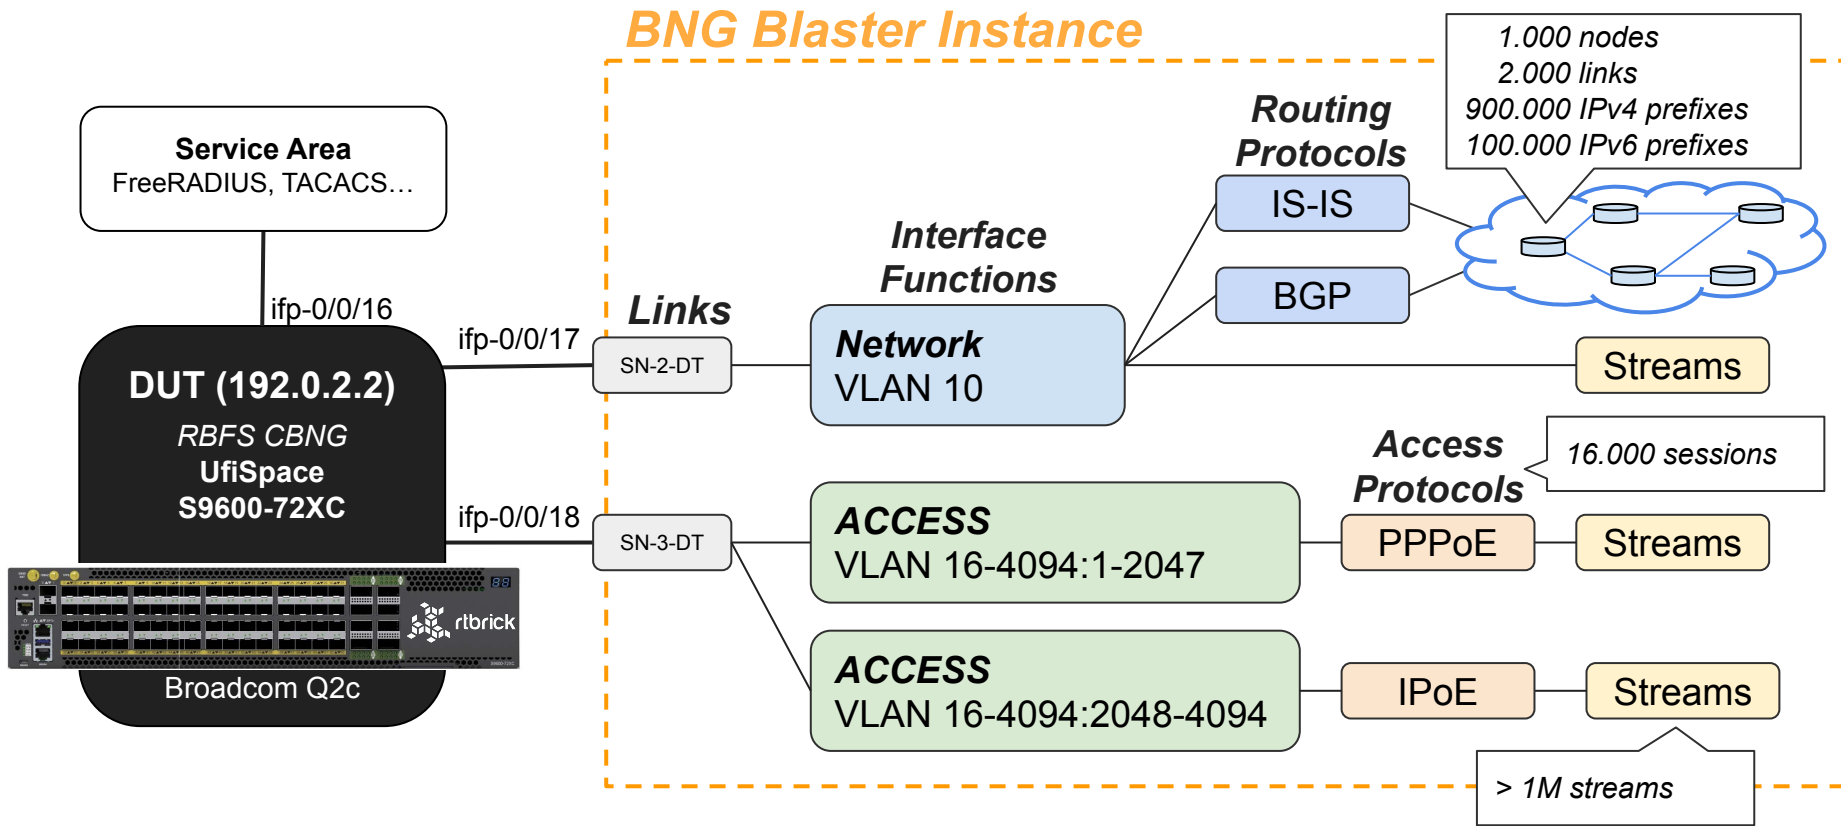 BNG Blaster Instance
1.000 nodes
2.000 links
900.000 IPv4 prefixes
100.000 IPv6 prefixes
Service Area
FreeRADIUS, TACACS…
Routing
Protocols
IS-IS
BGP
Interface
Functions
ifp-0/0/16
ifp-0/0/17
Links
SN-2-DT
Network
VLAN 10
Streams
DUT (192.0.2.2)
RBFS CBNG
UfiSpace
S9600-72XC
Access
Protocols
16.000 sessions
ifp-0/0/18
SN-3-DT
ACCESS
VLAN 16-4094:1-2047
PPPoE
Streams
rtbrick
S9600-72XC
Broadcom Q2c
ACCESS
VLAN 16-4094:2048-4094
IPoE
Streams
> 1M streams